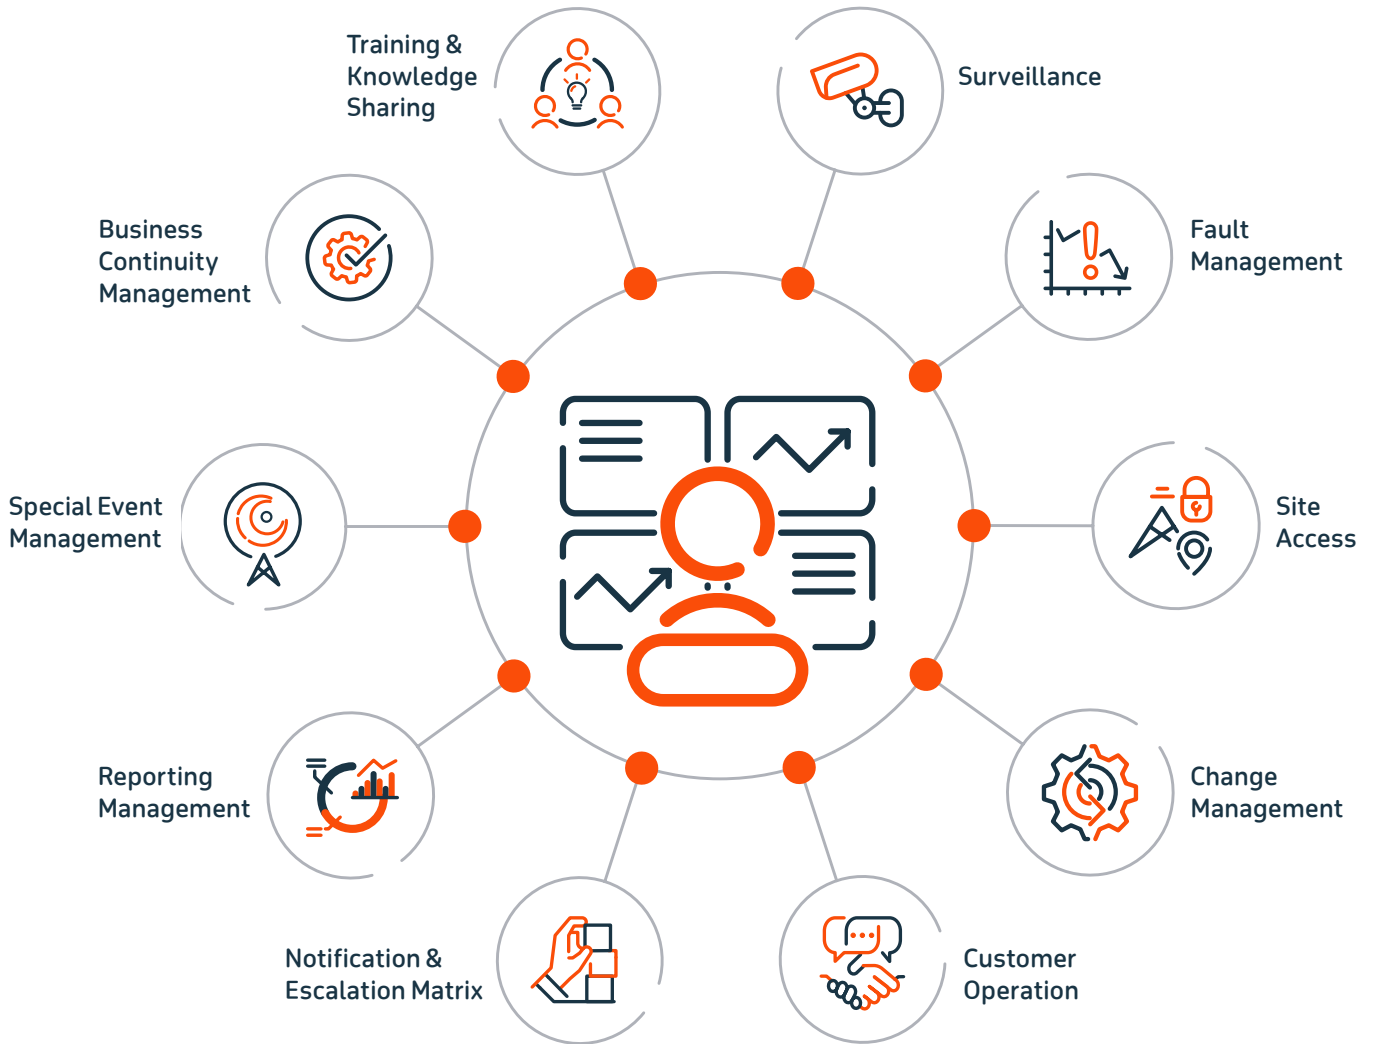 Training &
Knowledge
Sharing
Surveillance
Business
Continuity
Management
Fault
Management
Special Event
Management
Site
Access
Reporting
Management
Change
Management
Notification &
Escalation Matrix
Customer
Operation